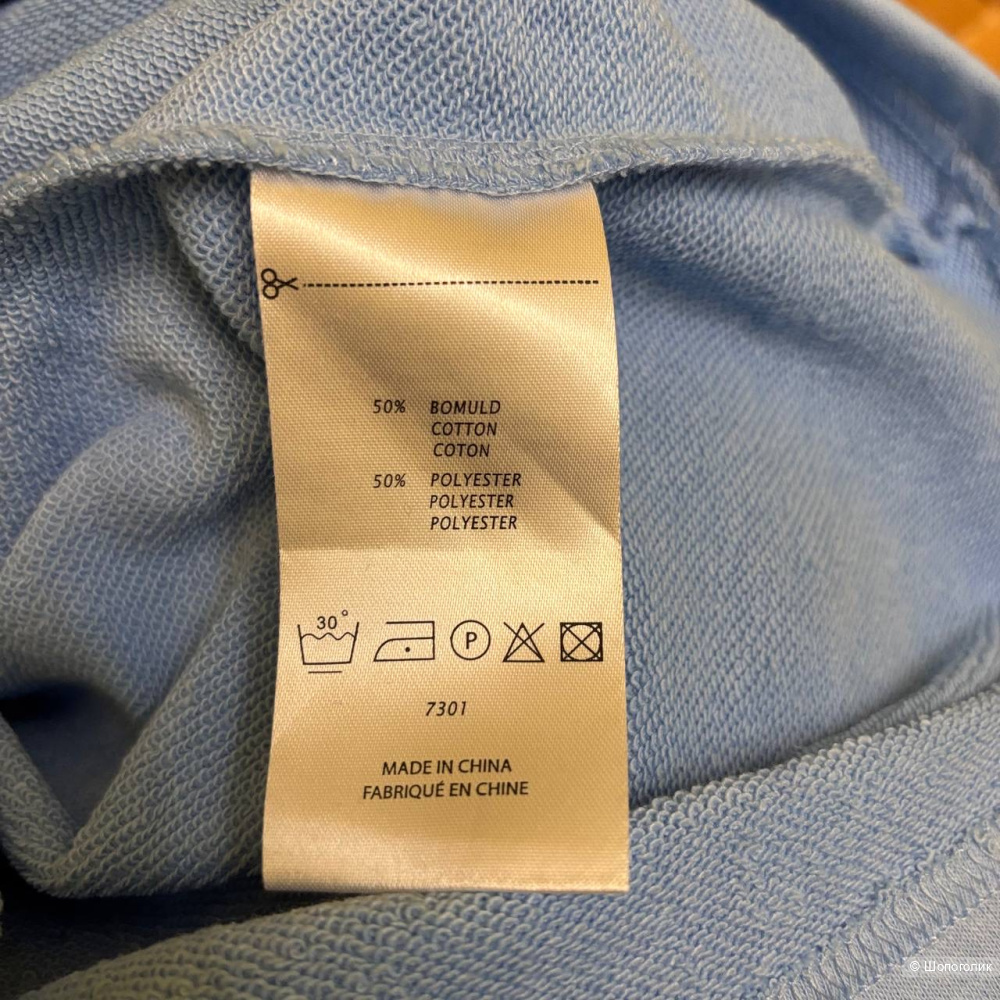 50% BOMULD
COTTON
COTON
50% POLYESTER
POLYESTER
POLYESTER
30°
P
7301
MADE IN CHINA
FABRIQUÉ EN CHINE
© Шопоголик